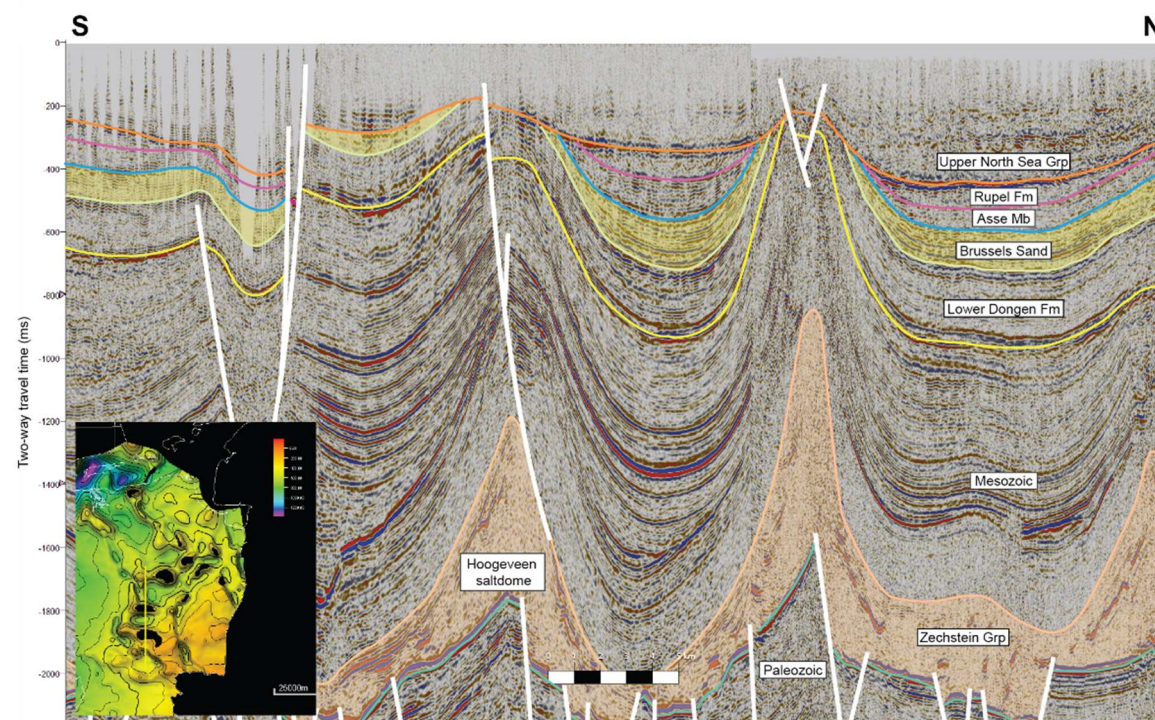 S
N
0
-200
-400
-600
-800
-1000
-1200
-1400
-1600
-1800
-2000
Two-way travel time (ms)
Upper North Sea Grp
Rupel Fm
Asse Mb
Brussels Sand
Lower Dongen Fm
Mesozoic
Hoogeveen
saltdome
Zechstein Grp
Paleozoic
25000m